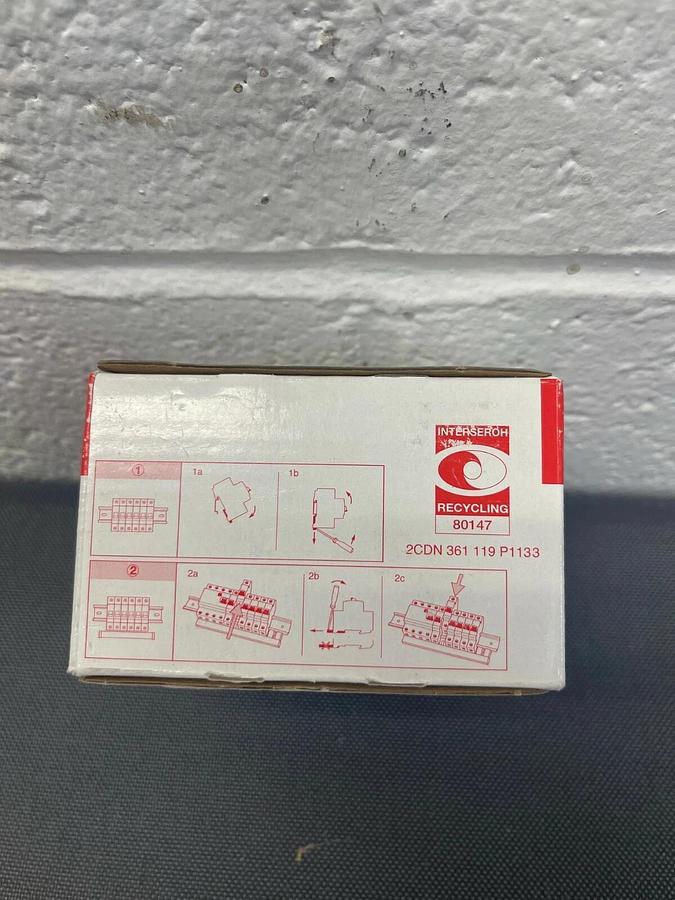 INTERSEROH
RECYCLING
80147
2CDN 361 119 P1133
1
1a
1b
2
2a
2b
2c